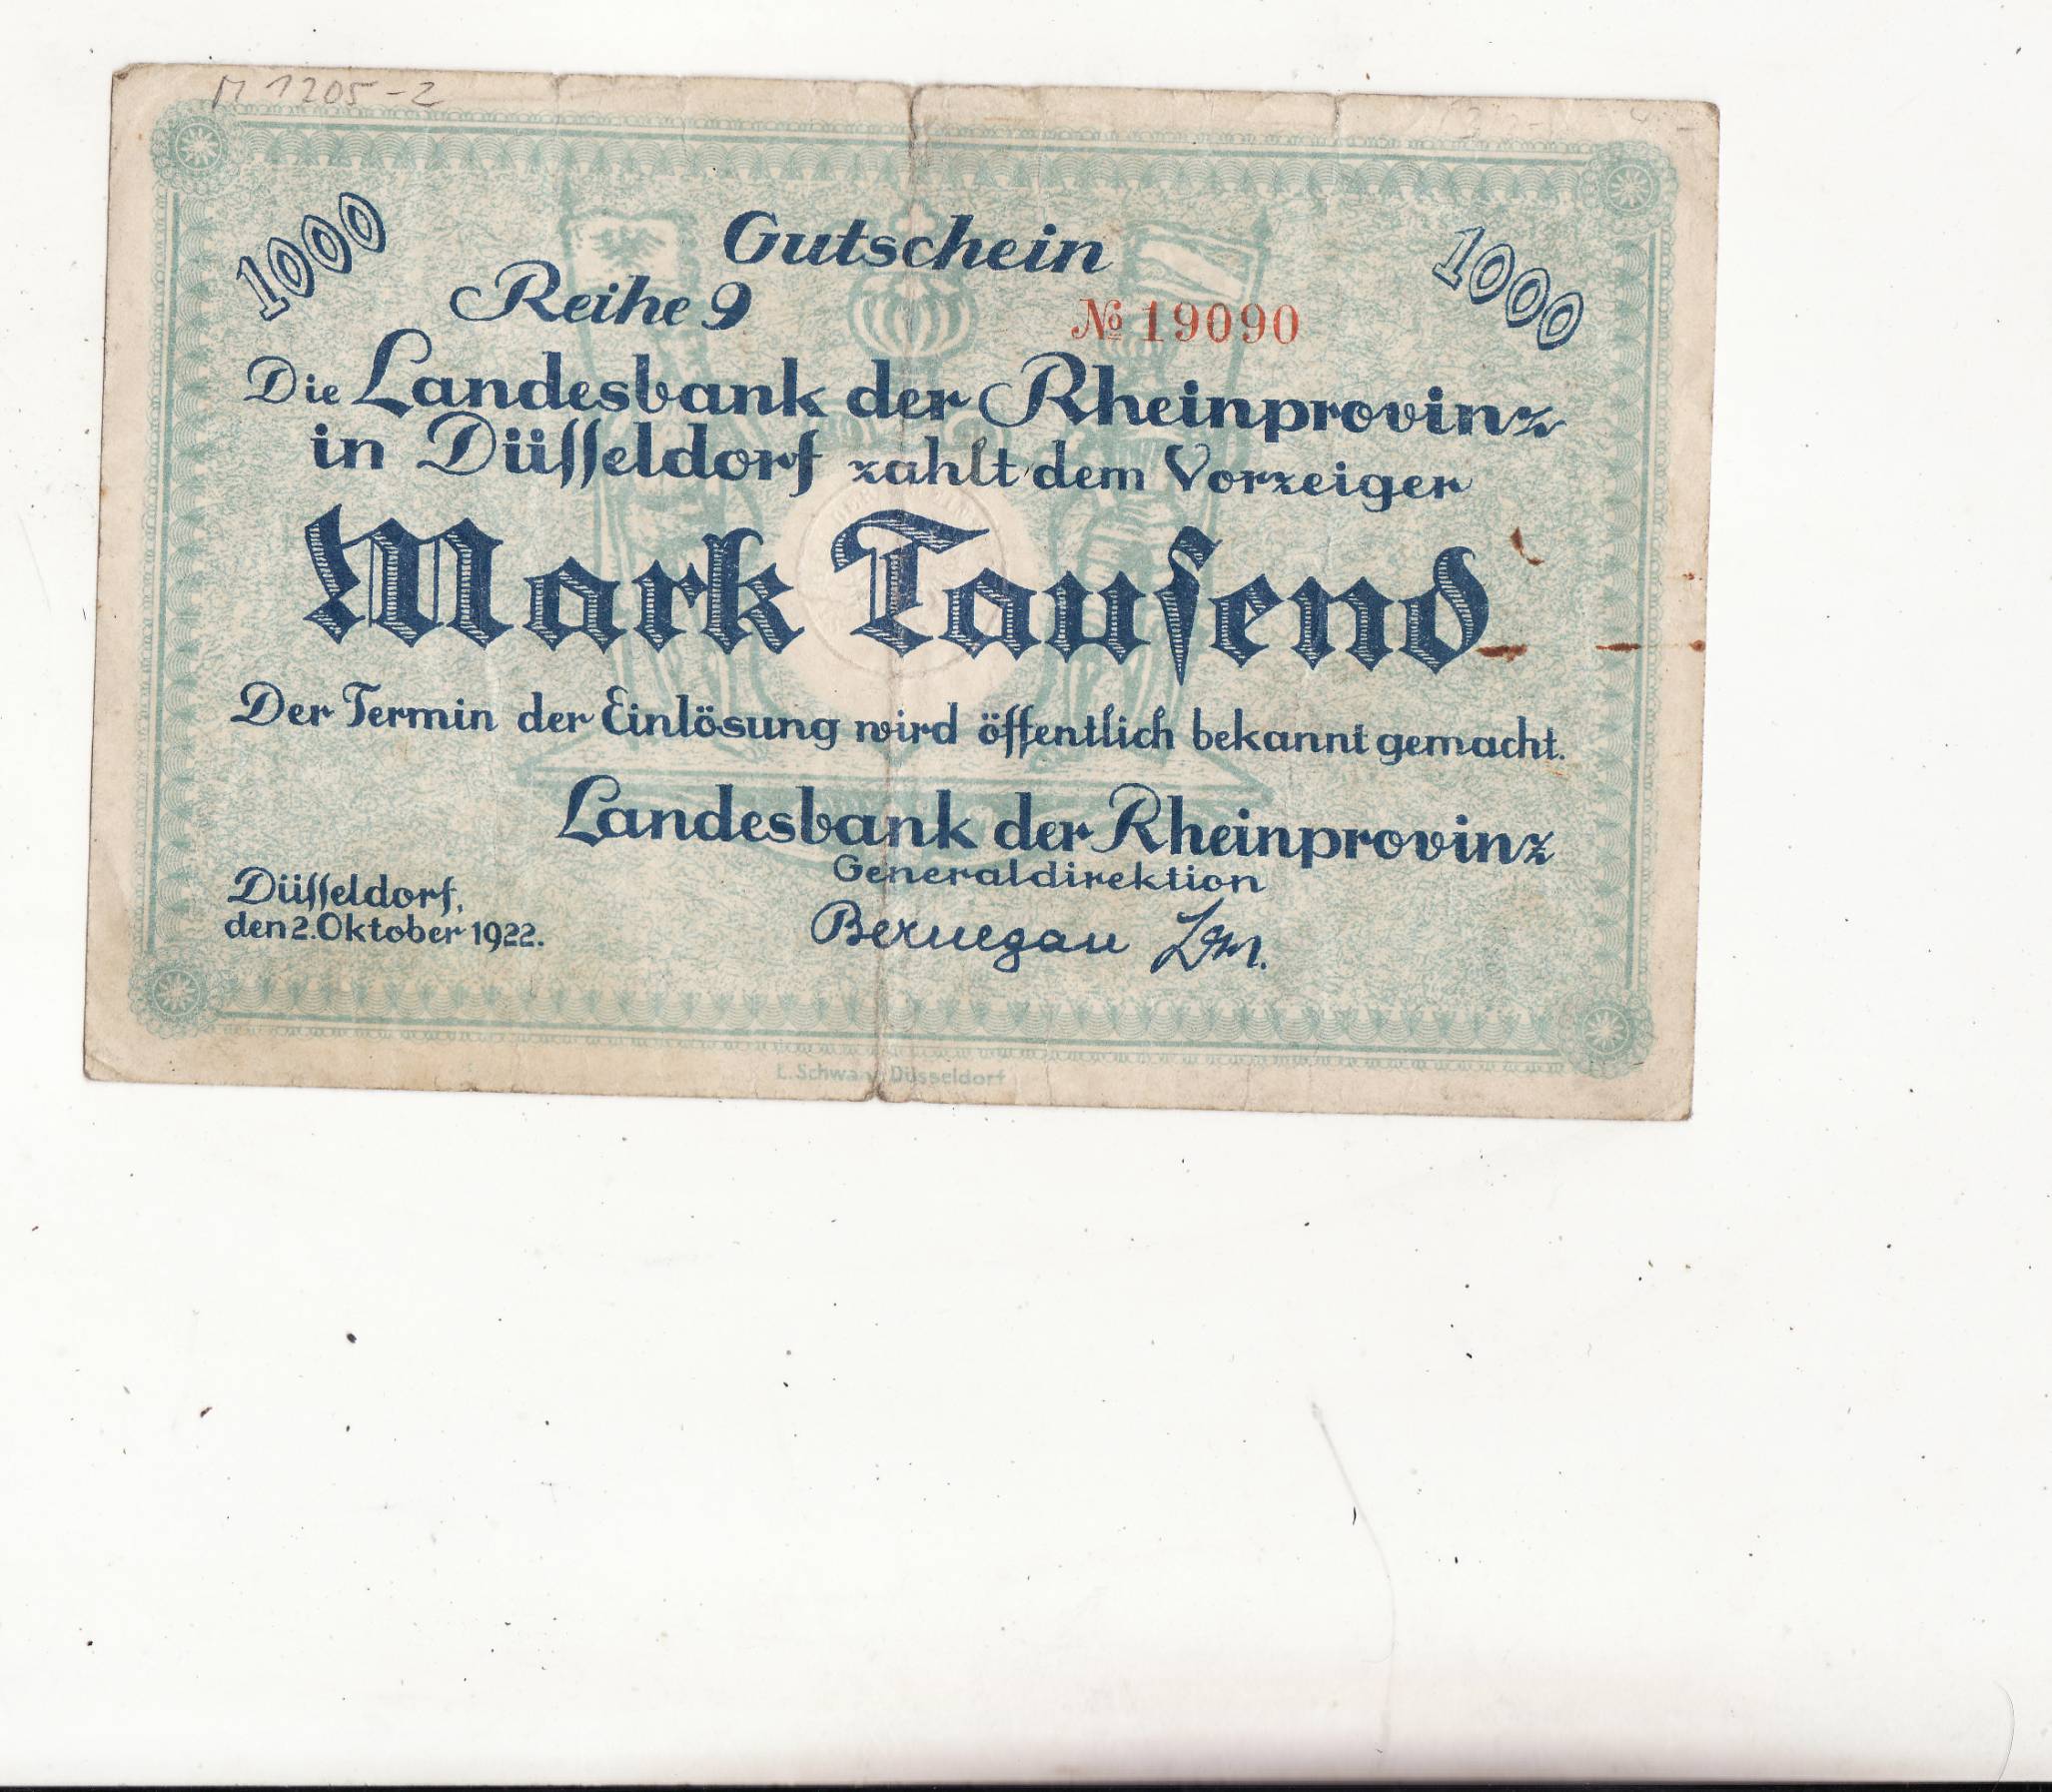 M 1205-2
1000
Gutschein
1000
Reihe 9
№ 19090
Die Landesbank der Rheinprovinz
in Düſſeldorf zahlt dem Vorzeiger
Mark Tauſend
Der Termin der Einlösung wird öffentlich bekannt gemacht.
Landesbank der Rheinprovinz
Generaldirektion
Düſſeldorf,
den 2. Oktober 1922.
Bernegau
L. Schwann Düsseldorf